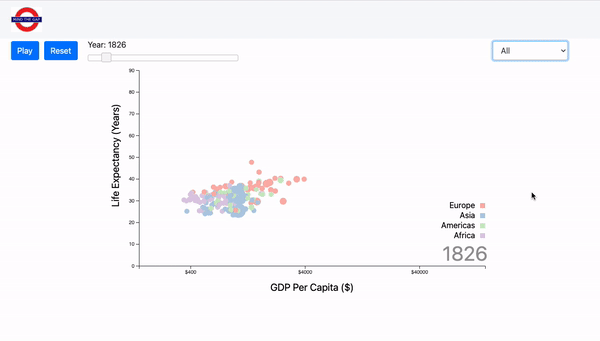 MIND THE GAP
Play
Reset
Year: 1826
All
Life Expectancy (Years)
90
80
70
60
50
40
30
20
10
0
$400
$4000
$40000
GDP Per Capita ($)
Europe
Asia
Americas
Africa
1826